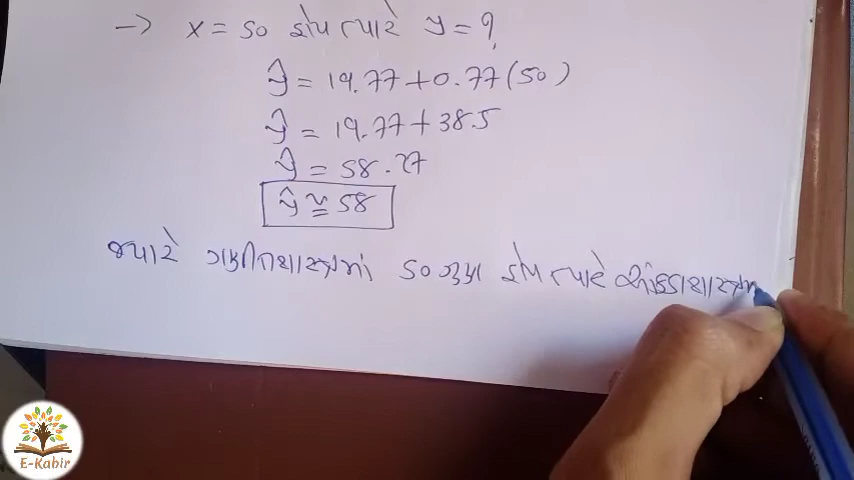 → x = 50 હોય ત્યારે y = ?
ŷ = 19.77 + 0.77 (50)
ŷ = 19.77 + 38.5
ŷ = 58.27
ŷ ≅ 58
જ્યારે ગણીતશાસ્ત્રમાં 50 ગુણ હોય ત્યારે આંકડાશાસ્ત્રમ
E-Kabir